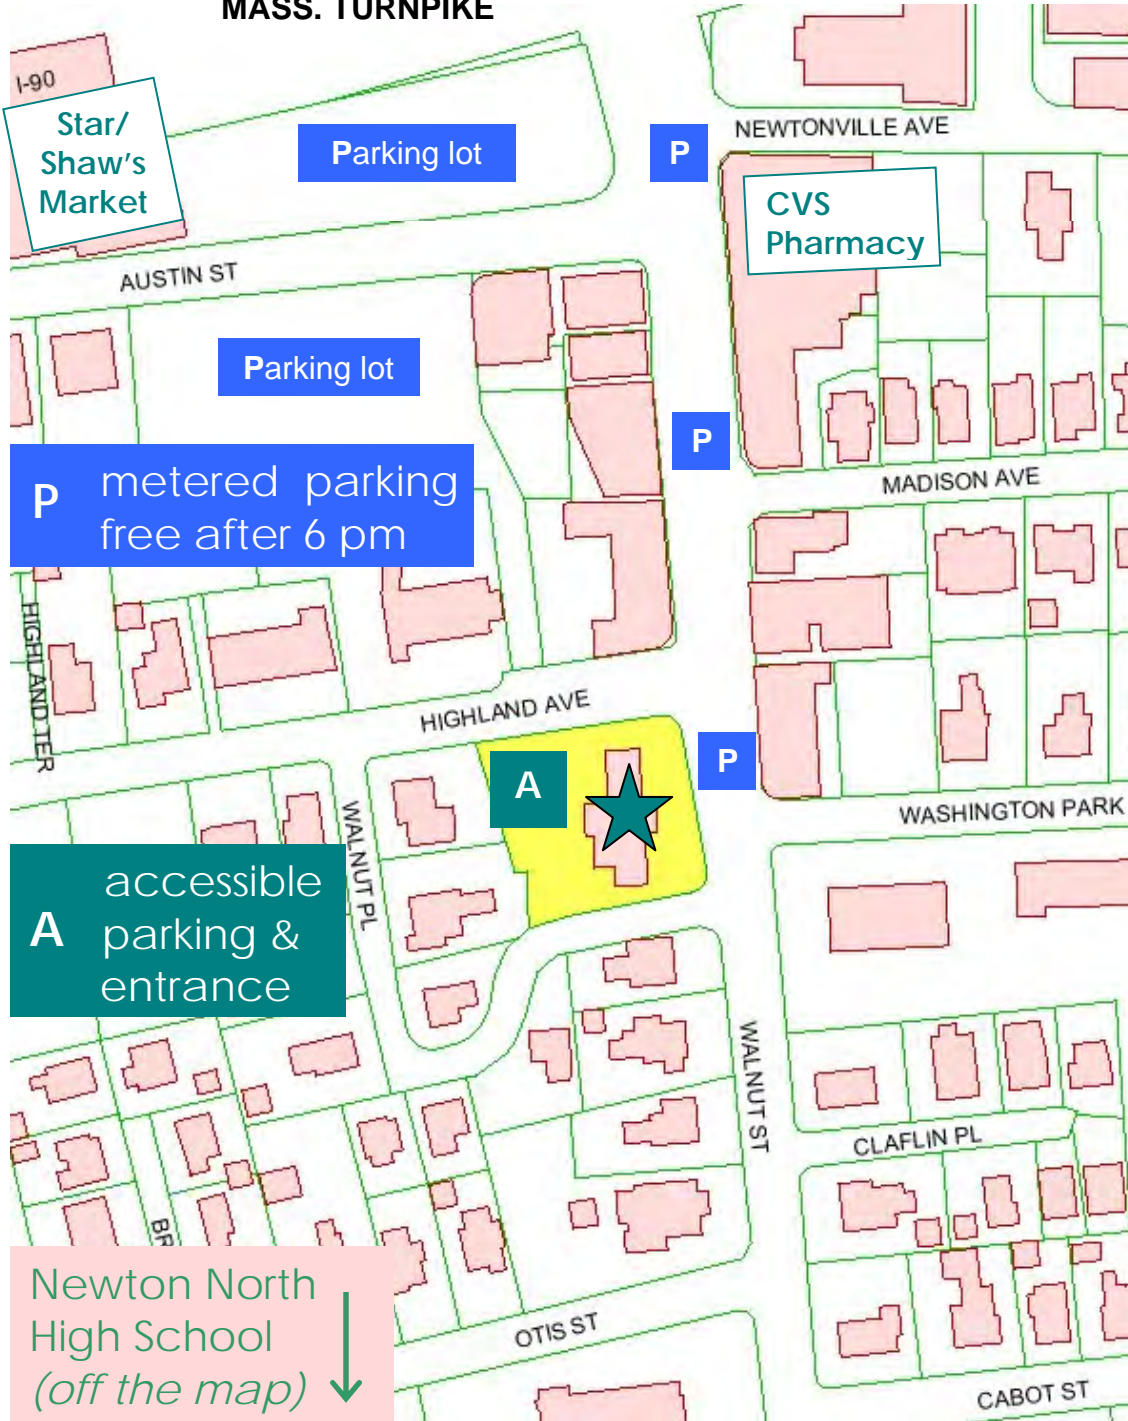 MASS. TURNPIKE
I-90
Star/
Shaw's
Market
Parking lot
P
NEWTONVILLE AVE
CVS
Pharmacy
AUSTIN ST
Parking lot
P
P metered parking
free after 6 pm
MADISON AVE
HIGHLAND TER
HIGHLAND AVE
A
P
WASHINGTON PARK
WALNUT PL
A accessible
parking &
entrance
WALNUT ST
CLAFLIN PL
BR
Newton North
High School
(off the map)
OTIS ST
CABOT ST